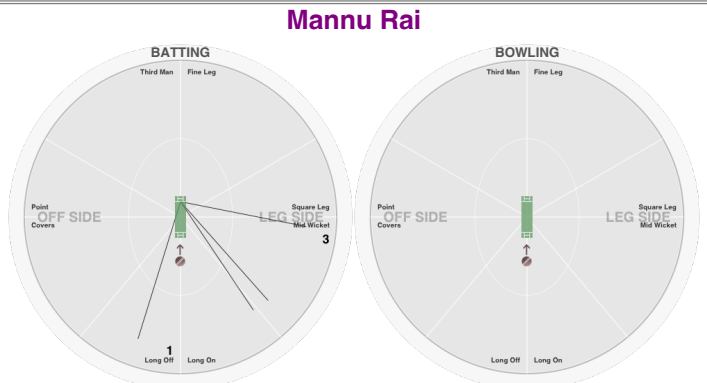 Mannu Rai
BATTING
Third Man Fine Leg
Point Square Leg
OFF SIDE LEG SIDE
Covers Mid Wicket
3
1
Long Off Long On
BOWLING
Third Man Fine Leg
Point Square Leg
OFF SIDE LEG SIDE
Covers Mid Wicket
Long Off Long On